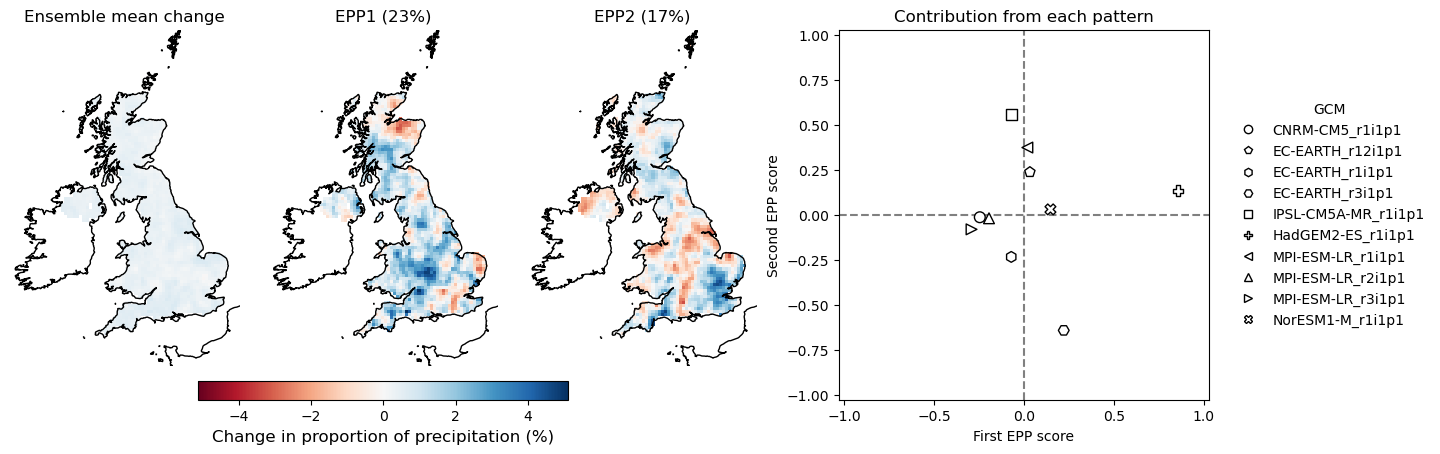 Ensemble mean change
EPP1 (23%)
EPP2 (17%)
−4 −2 0 2 4
Change in proportion of precipitation (%)
Contribution from each pattern
1.00
0.75
0.50
0.25
0.00
−0.25
−0.50
−0.75
−1.00
Second EPP score
−1.0 −0.5 0.0 0.5 1.0
First EPP score
GCM
CNRM-CM5_r1i1p1
EC-EARTH_r12i1p1
EC-EARTH_r1i1p1
EC-EARTH_r3i1p1
IPSL-CM5A-MR_r1i1p1
HadGEM2-ES_r1i1p1
MPI-ESM-LR_r1i1p1
MPI-ESM-LR_r2i1p1
MPI-ESM-LR_r3i1p1
NorESM1-M_r1i1p1